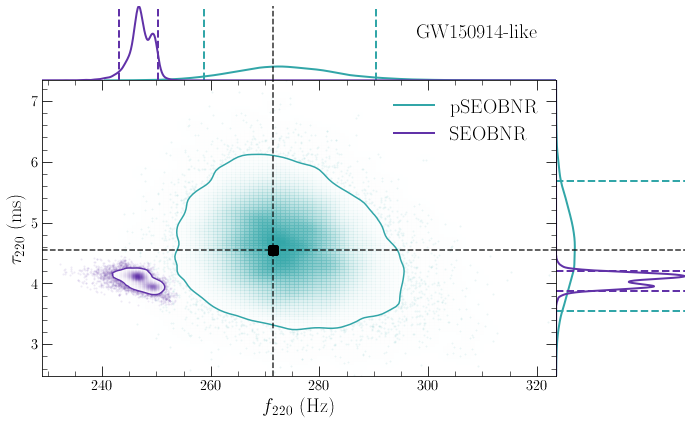 GW150914-like
pSEOBNR
SEOBNR
7
6
5
4
3
τ220 (ms)
240 260 280 300 320
f220 (Hz)